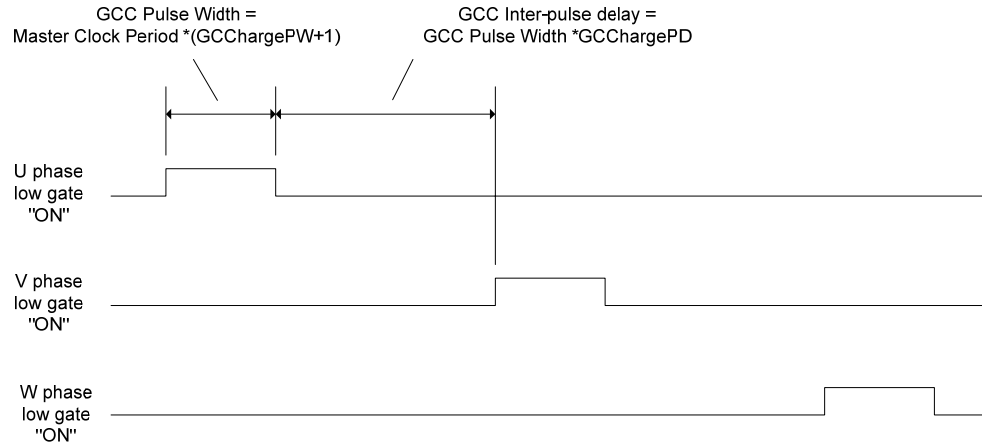 GCC Pulse Width =
Master Clock Period *(GCChargePW+1)
GCC Inter-pulse delay =
GCC Pulse Width *GCChargePD
U phase
low gate
"ON"
V phase
low gate
"ON"
W phase
low gate
"ON"